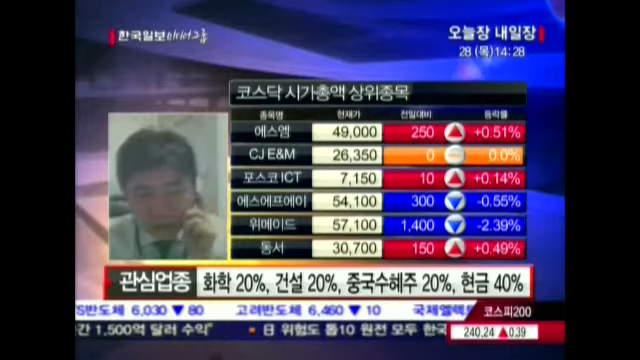 한국일보 미디어그룹
오늘장 내일장
28 (목) 14:28
코스닥 시가총액 상위종목
종목명 현재가 전일대비 등락률
에스엠 49,000 250 ▲ +0.51%
CJ E&M 26,350 0 − 0.0%
포스코 ICT 7,150 10 ▲ +0.14%
에스에프에이 54,100 300 ▼ -0.55%
위메이드 57,100 1,400 ▼ -2.39%
동서 30,700 150 ▲ +0.49%
관심업종 화학 20%, 건설 20%, 중국수혜주 20%, 현금 40%
TS반도체 6,030 ▼ 80 고려반도체 6,460 ▼ 10 국제엘렉트 코스피200
간 1,500억 달러 수익" 日 위험도 톱10 원전 모두 한국 240.24 ▲0.39